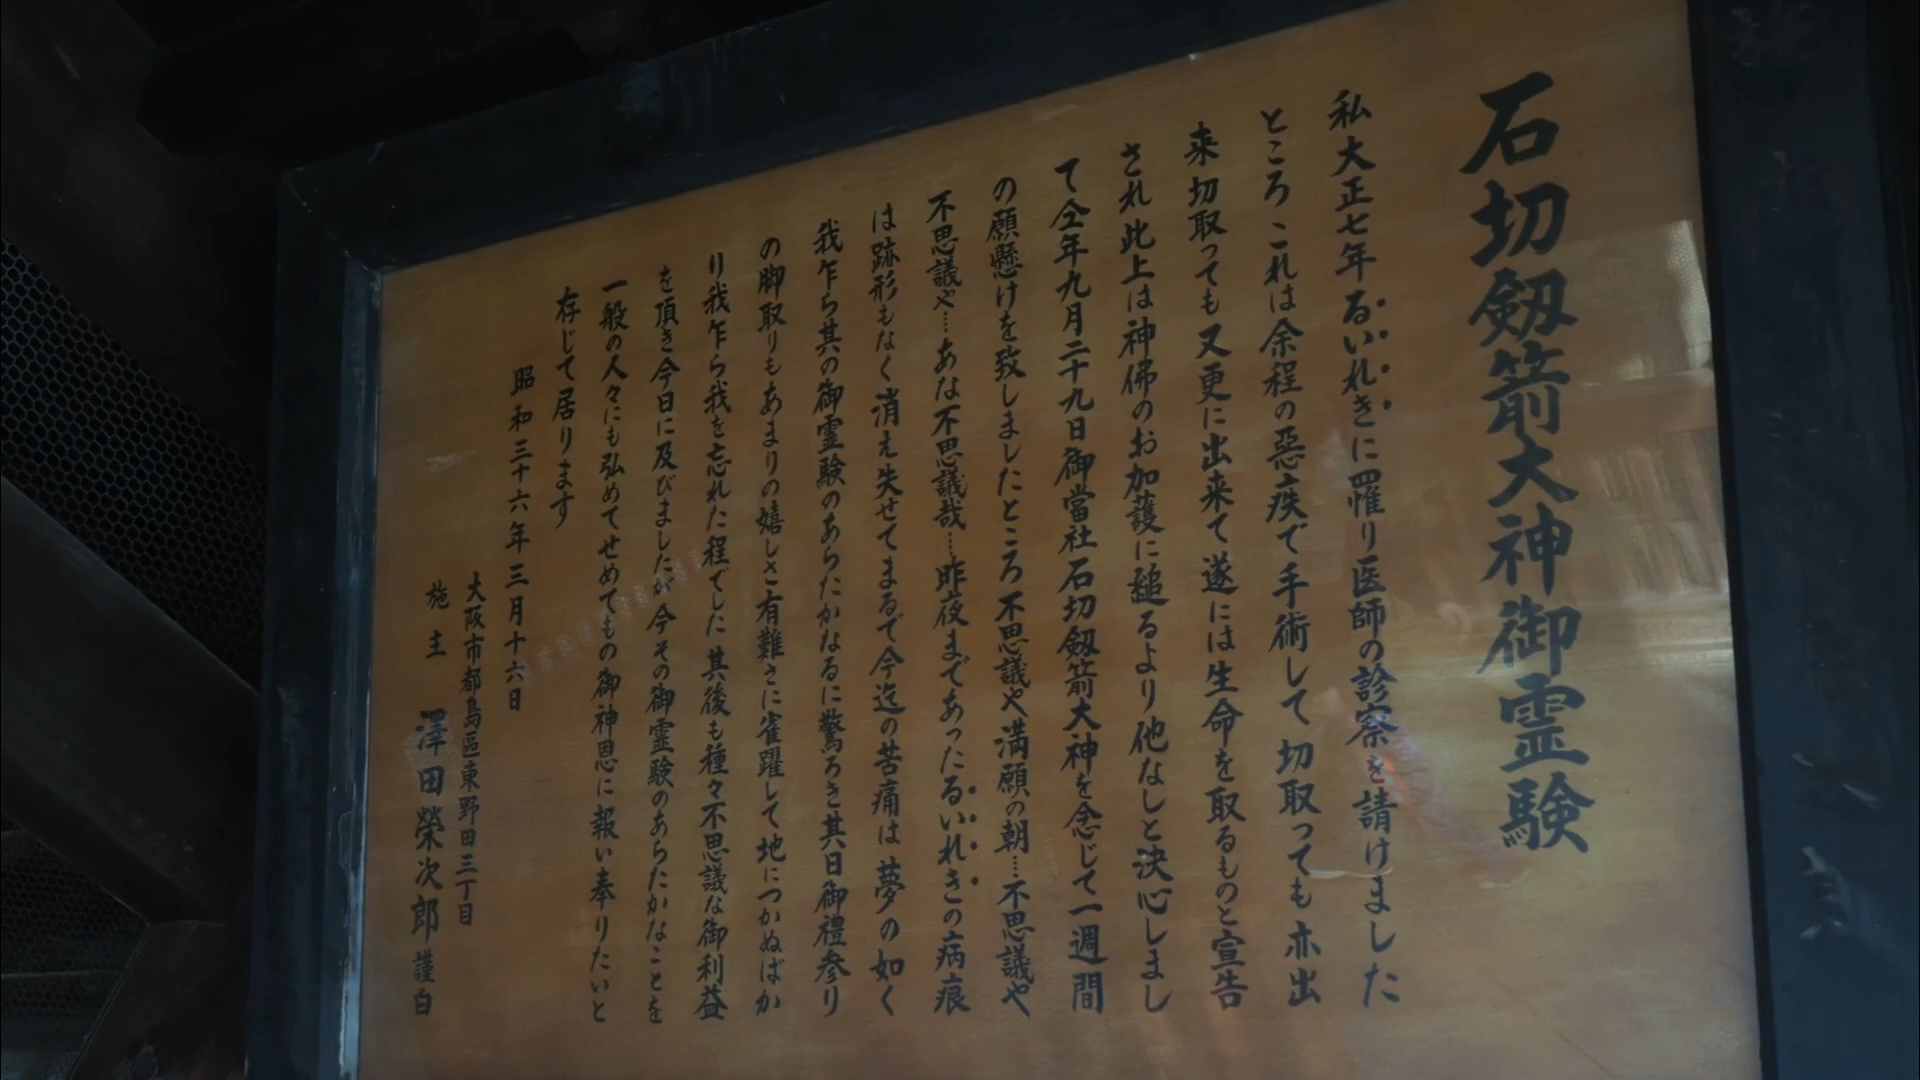 石切劔箭大神御霊験
私大正七年るいれきに罹り医師の診察を請けました
ところこれは余程の惡疾で手術して切取っても亦出
来切取っても又更に出来て遂には生命を取るものと宣告
され此上は神佛のお加護に縋るより他なしと決心しまし
て仝年九月二十九日御當社石切劔箭大神を念じて一週間
の願懸けを致しましたところ不思議や満願の朝…不思議や
不思議や…あな不思議哉…昨夜まであったるいれきの病痕
は跡形もなく消え失せてまるで今迄の苦痛は夢の如く
我乍ら其の御霊験のあらたかなるに驚ろき其日御禮参り
の脚取りもあまりの嬉しさ有難さに雀躍して地につかぬばか
り我乍ら我を忘れた程でした其後も種々不思議な御利益
を頂き今日に及びましたが今その御霊験のあらたかなことを
一般の人々にも弘めてせめてもの御神恩に報い奉りたいと
存じて居ります
昭和三十六年三月十六日
大阪市都島區東野田三丁目
施主 澤田榮次郎 謹白